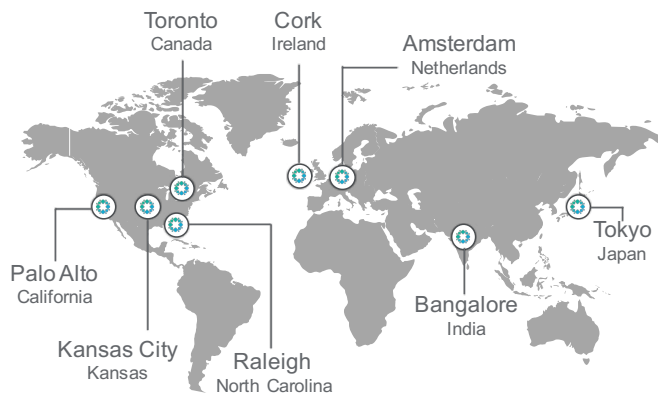 Toronto
Canada
Cork
Ireland
Amsterdam
Netherlands
Palo Alto
California
Kansas City
Kansas
Raleigh
North Carolina
Bangalore
India
Tokyo
Japan